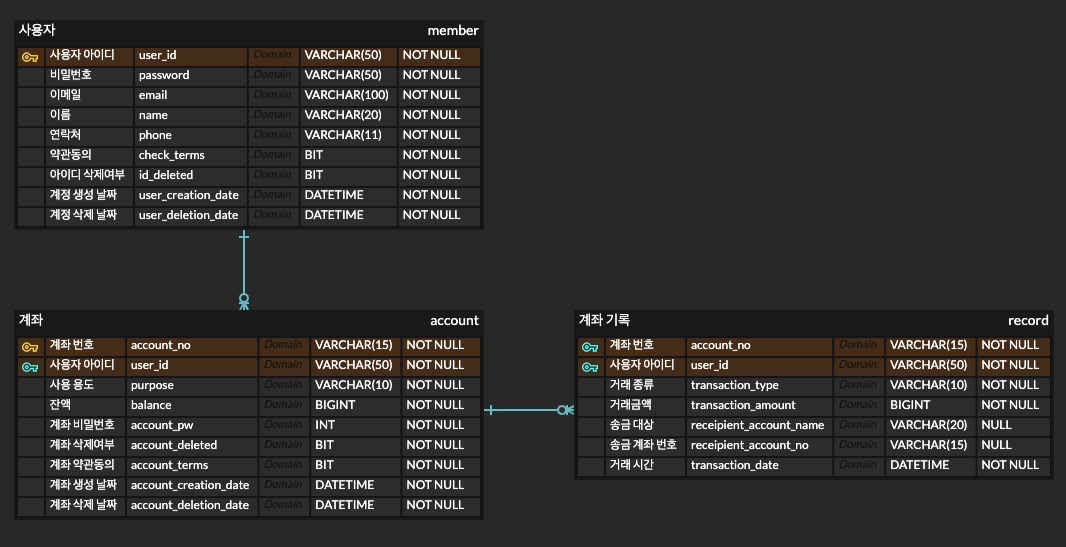 사용자 member
사용자 아이디 user_id Domain VARCHAR(50) NOT NULL
비밀번호 password Domain VARCHAR(50) NOT NULL
이메일 email Domain VARCHAR(100) NOT NULL
이름 name Domain VARCHAR(20) NOT NULL
연락처 phone Domain VARCHAR(11) NOT NULL
약관동의 check_terms Domain BIT NOT NULL
아이디 삭제여부 id_deleted Domain BIT NOT NULL
계정 생성 날짜 user_creation_date Domain DATETIME NOT NULL
계정 삭제 날짜 user_deletion_date Domain DATETIME NOT NULL
계좌 account
계좌 번호 account_no Domain VARCHAR(15) NOT NULL
사용자 아이디 user_id Domain VARCHAR(50) NOT NULL
사용 용도 purpose Domain VARCHAR(10) NOT NULL
잔액 balance Domain BIGINT NOT NULL
계좌 비밀번호 account_pw Domain INT NOT NULL
계좌 삭제여부 account_deleted Domain BIT NOT NULL
계좌 약관동의 account_terms Domain BIT NOT NULL
계좌 생성 날짜 account_creation_date Domain DATETIME NOT NULL
계좌 삭제 날짜 account_deletion_date Domain DATETIME NOT NULL
계좌 기록 record
계좌 번호 account_no Domain VARCHAR(15) NOT NULL
사용자 아이디 user_id Domain VARCHAR(50) NOT NULL
거래 종류 transaction_type Domain VARCHAR(10) NOT NULL
거래금액 transaction_amount Domain BIGINT NOT NULL
송금 대상 receipient_account_name Domain VARCHAR(20) NULL
송금 계좌 번호 receipient_account_no Domain VARCHAR(15) NULL
거래 시간 transaction_date Domain DATETIME NOT NULL